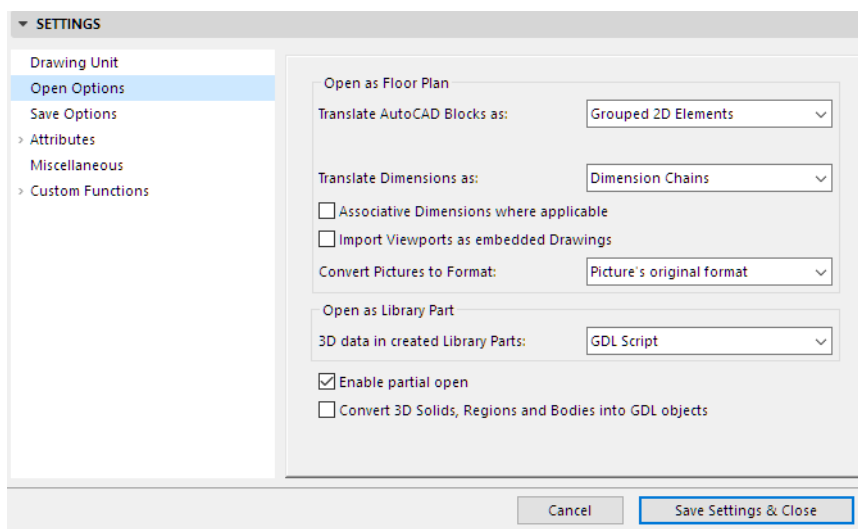 SETTINGS
Drawing Unit
Open Options
Save Options
Attributes
Miscellaneous
Custom Functions
Open as Floor Plan
Translate AutoCAD Blocks as: Grouped 2D Elements
Translate Dimensions as: Dimension Chains
Associative Dimensions where applicable
Import Viewports as embedded Drawings
Convert Pictures to Format: Picture's original format
Open as Library Part
3D data in created Library Parts: GDL Script
Enable partial open
Convert 3D Solids, Regions and Bodies into GDL objects
Cancel Save Settings & Close